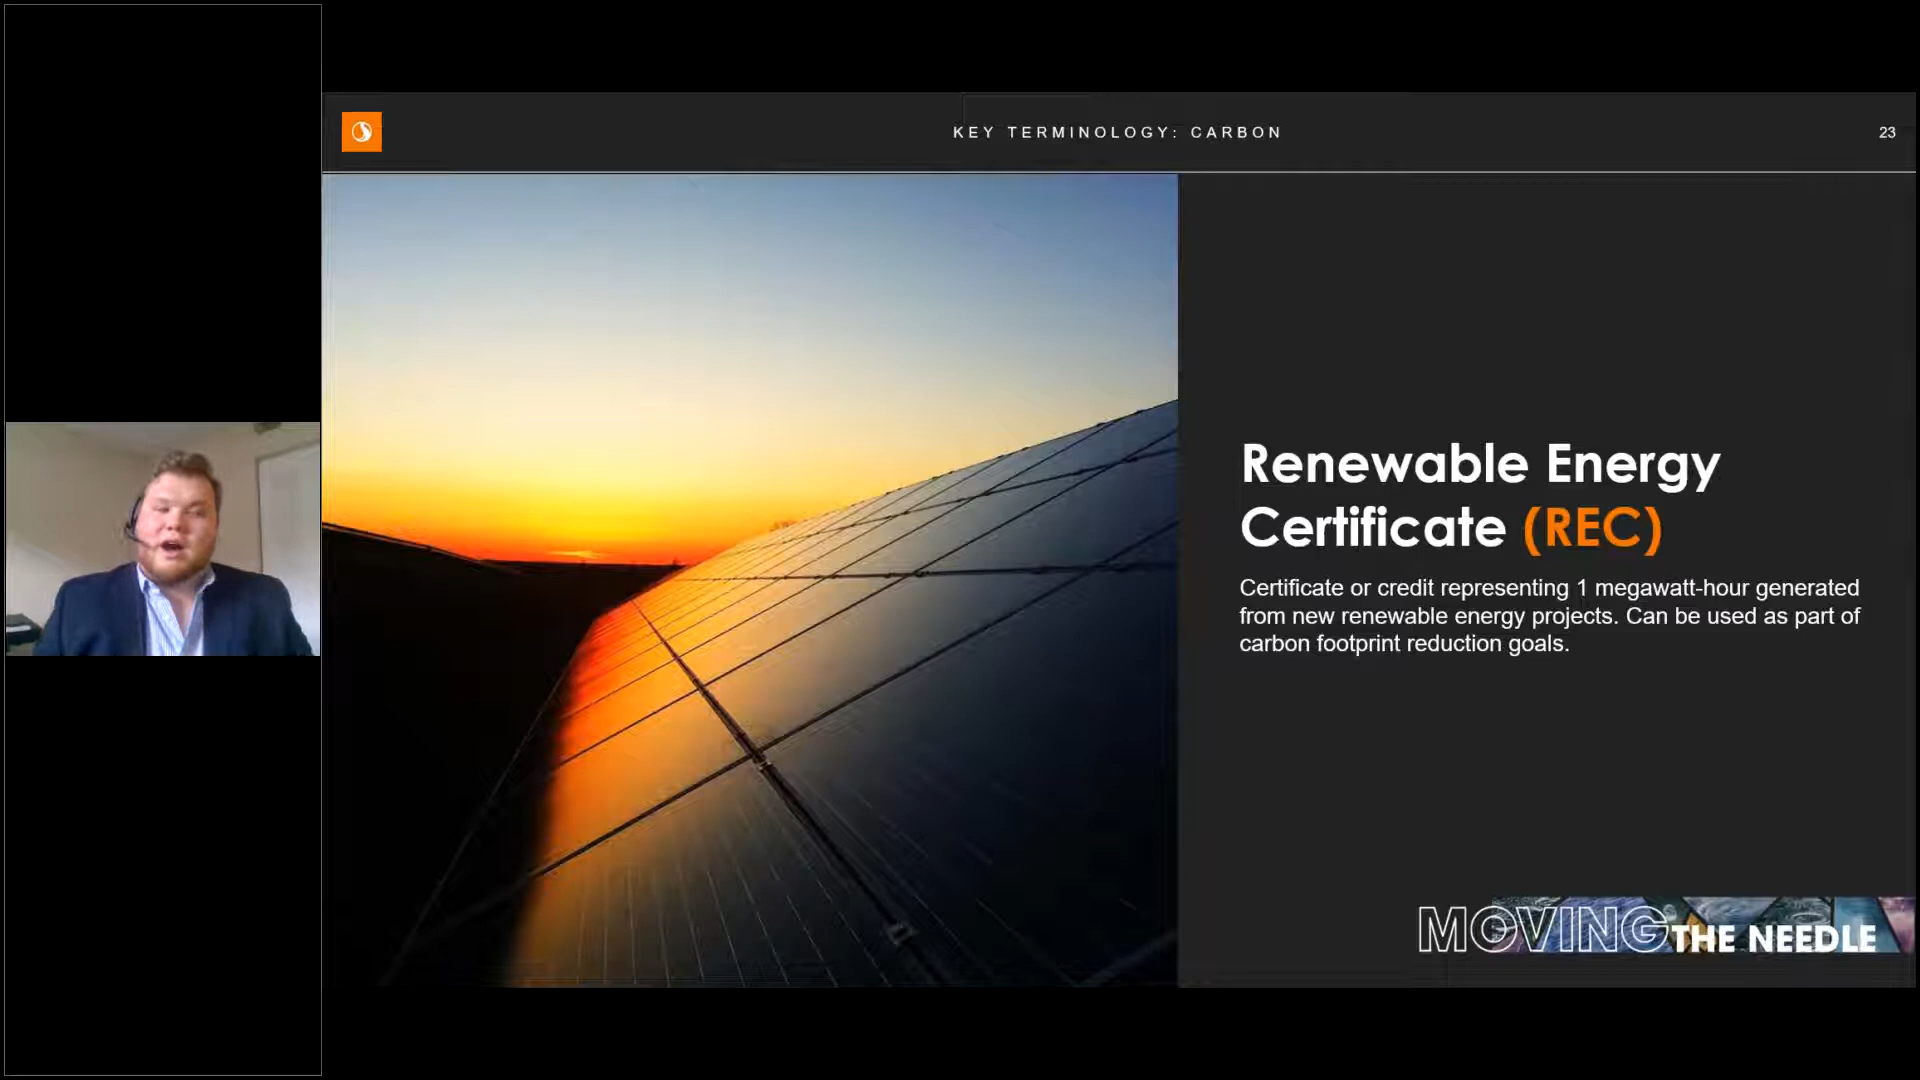 KEY TERMINOLOGY: CARBON
23
Renewable Energy
Certificate (REC)
Certificate or credit representing 1 megawatt-hour generated
from new renewable energy projects. Can be used as part of
carbon footprint reduction goals.
MOVING THE NEEDLE